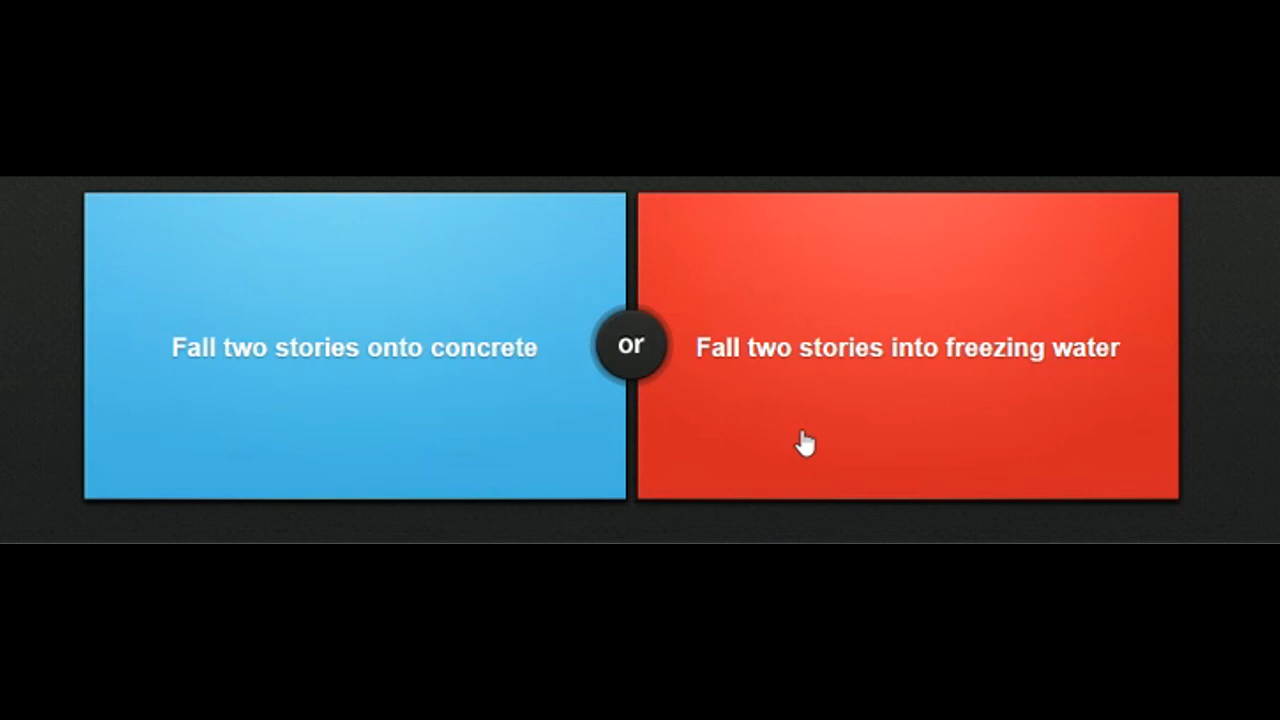 Fall two stories onto concrete
or
Fall two stories into freezing water